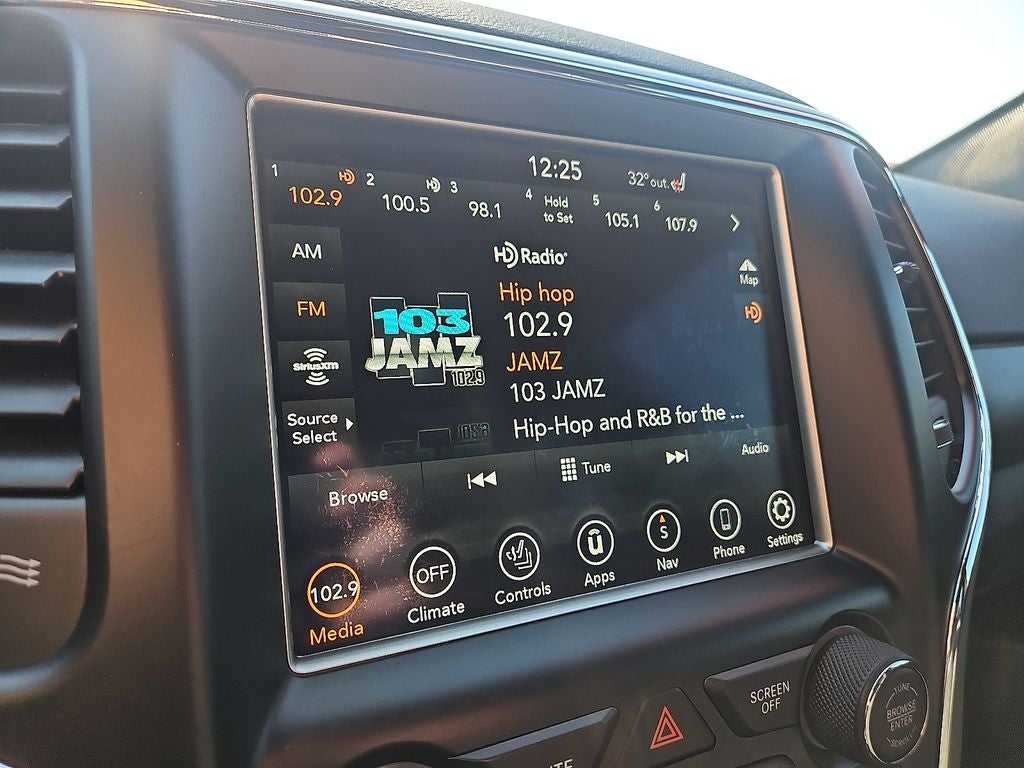 12:25
32° out.
1 102.9
2 100.5
3 98.1
4 Hold
to Set
5 105.1
6 107.9
AM
HD Radio
Map
FM
Hip hop
HD
103
JAMZ
102.9
102.9
JAMZ
SiriusXM
103 JAMZ
Source
Select
Hip-Hop and R&B for the ...
Browse
Tune
Audio
102.9
Media
OFF
Climate
Controls
u
Apps
S
Nav
Phone
Settings
SCREEN
OFF
TUNE
BROWSE
ENTER
SCREEN